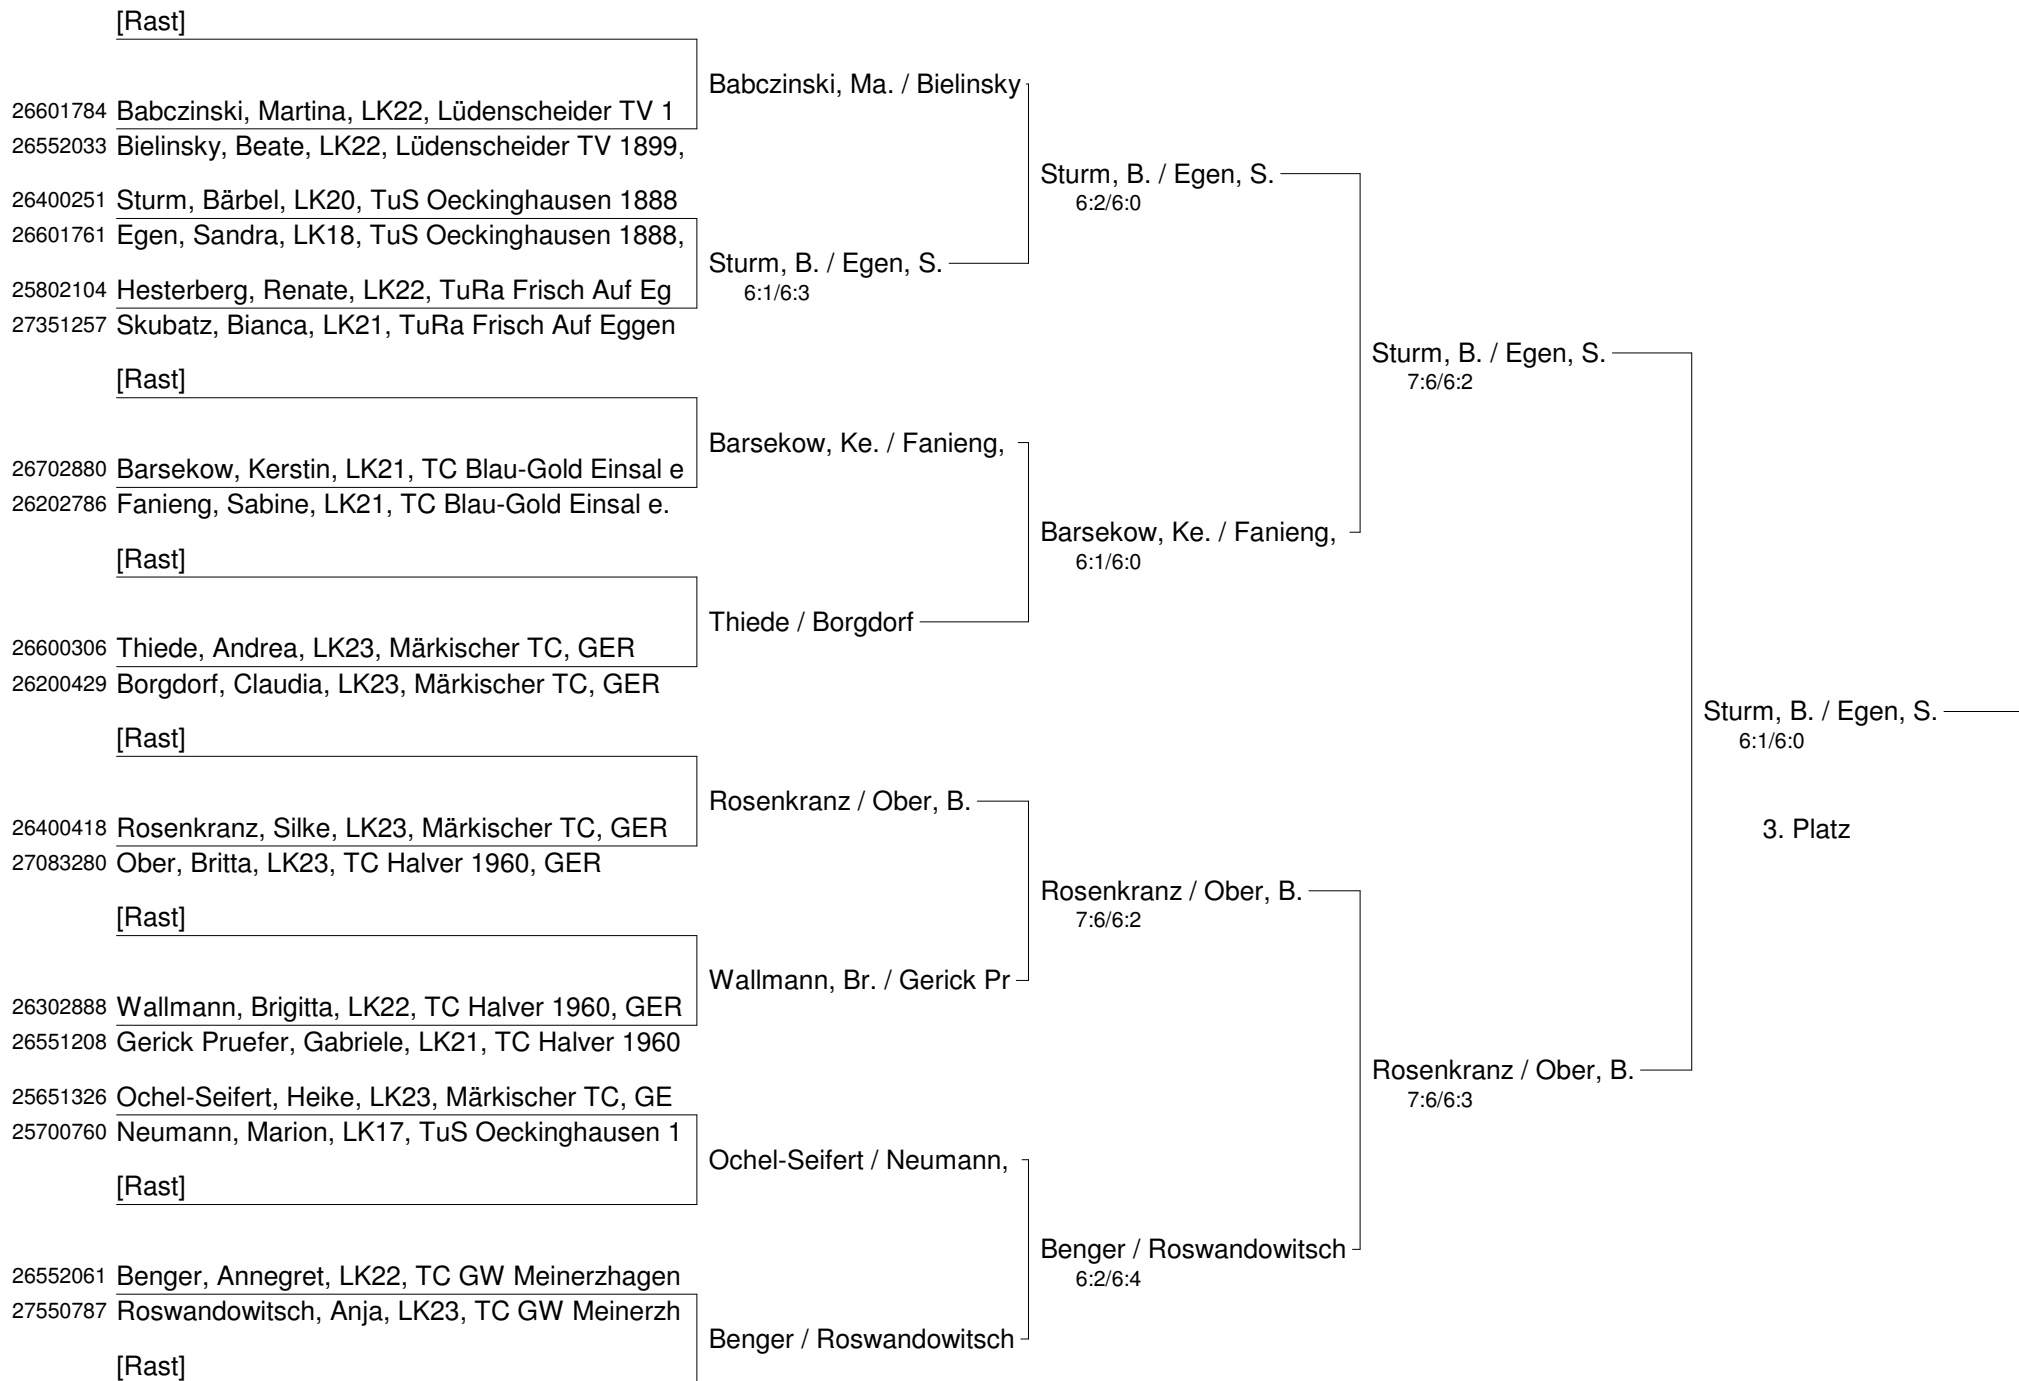 [Rast]
Babczinski, Ma. / Bielinsky
26601784 Babczinski, Martina, LK22, Lüdenscheider TV 1
26552033 Bielinsky, Beate, LK22, Lüdenscheider TV 1899,
Sturm, B. / Egen, S.
6:2/6:0
26400251 Sturm, Bärbel, LK20, TuS Oeckinghausen 1888
26601761 Egen, Sandra, LK18, TuS Oeckinghausen 1888,
Sturm, B. / Egen, S.
6:1/6:3
25802104 Hesterberg, Renate, LK22, TuRa Frisch Auf Eg
27351257 Skubatz, Bianca, LK21, TuRa Frisch Auf Eggen
Sturm, B. / Egen, S.
7:6/6:2
[Rast]
Barsekow, Ke. / Fanieng,
26702880 Barsekow, Kerstin, LK21, TC Blau-Gold Einsal e
26202786 Fanieng, Sabine, LK21, TC Blau-Gold Einsal e.
Barsekow, Ke. / Fanieng,
6:1/6:0
[Rast]
Thiede / Borgdorf
26600306 Thiede, Andrea, LK23, Märkischer TC, GER
26200429 Borgdorf, Claudia, LK23, Märkischer TC, GER
Sturm, B. / Egen, S.
6:1/6:0
[Rast]
Rosenkranz / Ober, B.
26400418 Rosenkranz, Silke, LK23, Märkischer TC, GER
3. Platz
27083280 Ober, Britta, LK23, TC Halver 1960, GER
Rosenkranz / Ober, B.
7:6/6:2
[Rast]
Wallmann, Br. / Gerick Pr
26302888 Wallmann, Brigitta, LK22, TC Halver 1960, GER
26551208 Gerick Pruefer, Gabriele, LK21, TC Halver 1960
Rosenkranz / Ober, B.
7:6/6:3
25651326 Ochel-Seifert, Heike, LK23, Märkischer TC, GE
25700760 Neumann, Marion, LK17, TuS Oeckinghausen 1
Ochel-Seifert / Neumann,
[Rast]
Benger / Roswandowitsch
6:2/6:4
26552061 Benger, Annegret, LK22, TC GW Meinerzhagen
27550787 Roswandowitsch, Anja, LK23, TC GW Meinerzh
Benger / Roswandowitsch
[Rast]